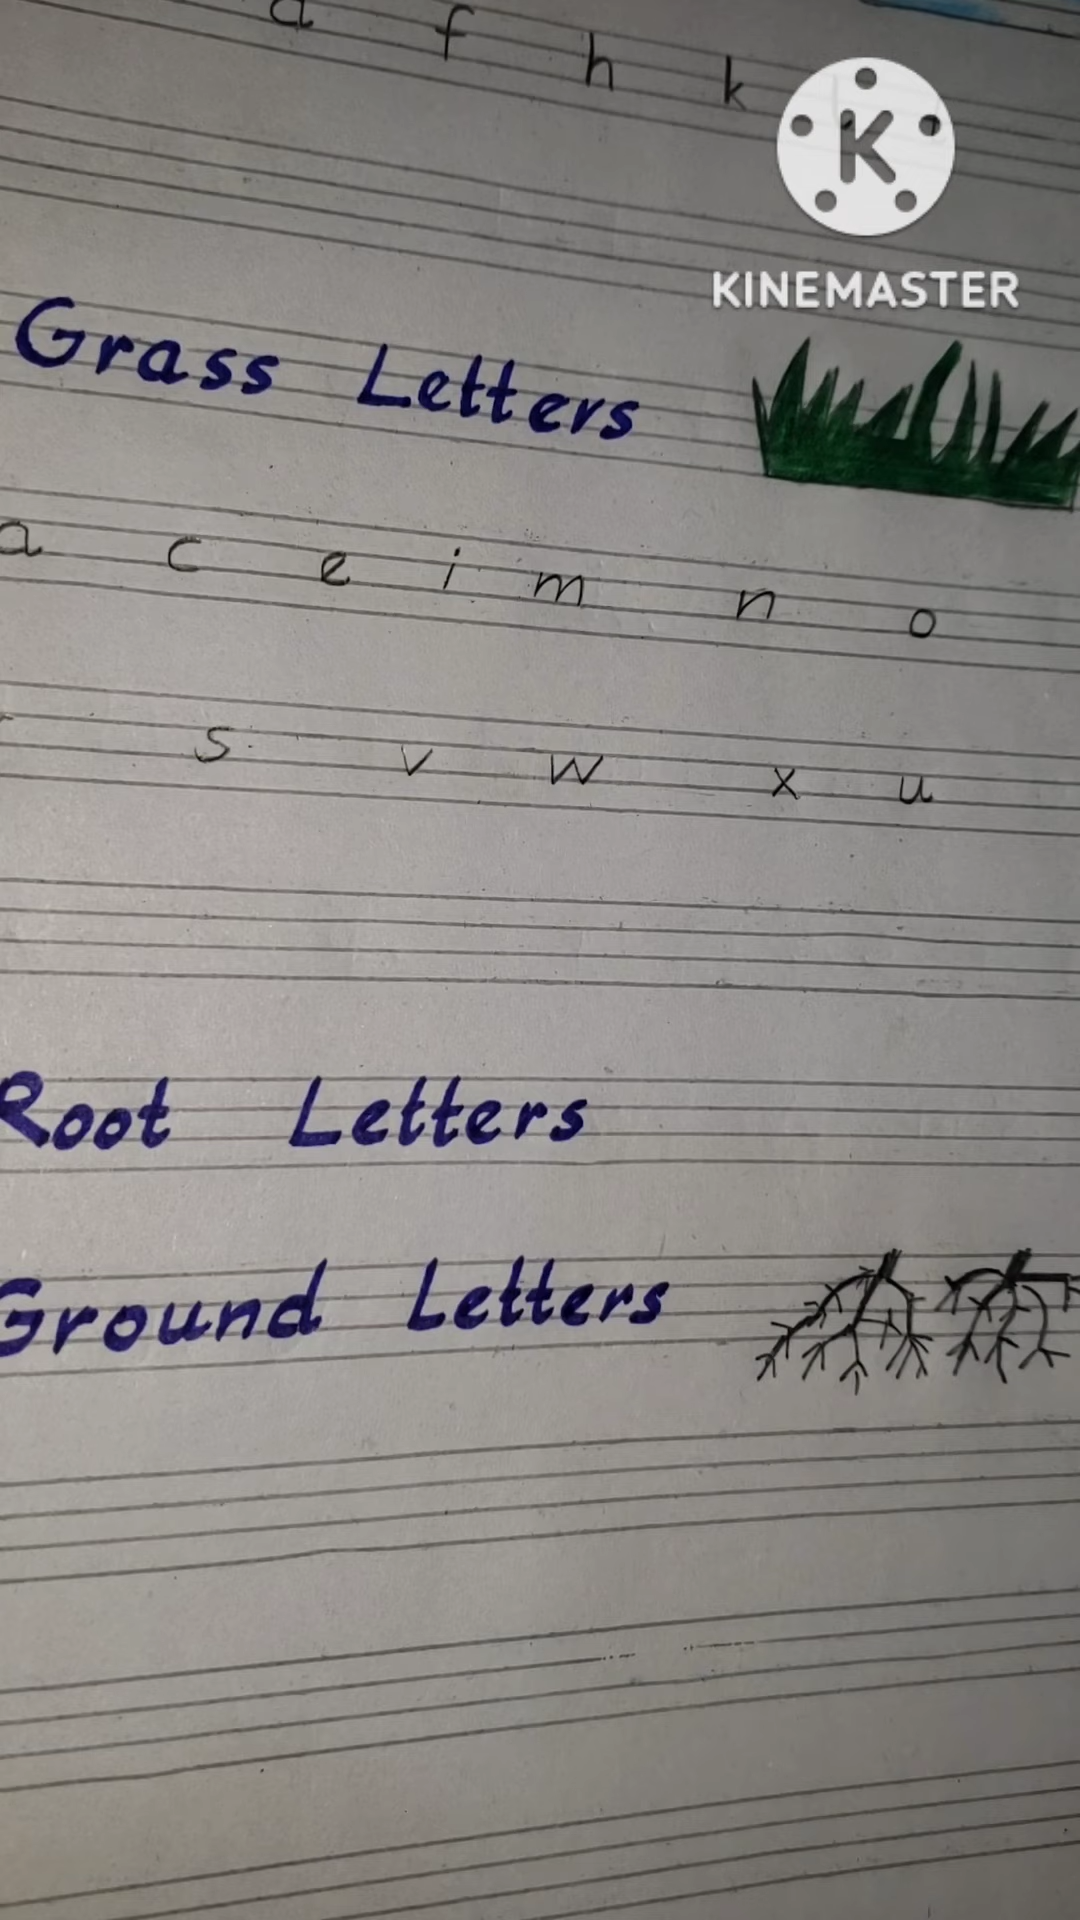 d f h k
K
KINEMASTER
Grass Letters
a c e i m n o
s v w x u
Root Letters
Ground Letters